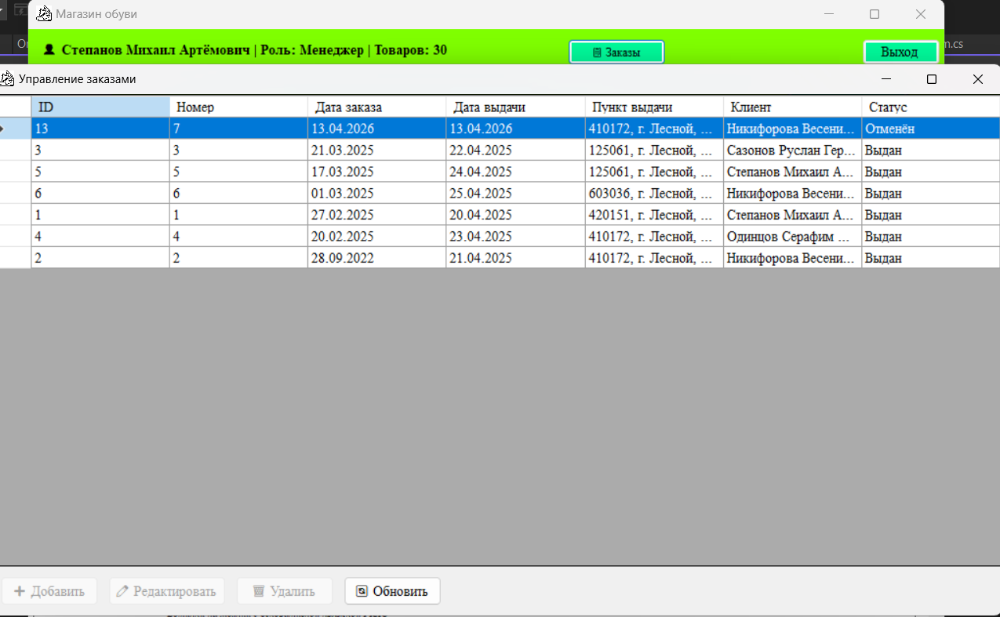 Магазин обуви
Степанов Михаил Артёмович | Роль: Менеджер | Товаров: 30
Заказы
Выход
m.cs
Управление заказами
ID Номер Дата заказа Дата выдачи Пункт выдачи Клиент Статус
13 7 13.04.2026 13.04.2026 410172, г. Лесной, ... Никифорова Весени... Отменён
3 3 21.03.2025 22.04.2025 125061, г. Лесной, ... Сазонов Руслан Гер... Выдан
5 5 17.03.2025 24.04.2025 125061, г. Лесной, ... Степанов Михаил А... Выдан
6 6 01.03.2025 25.04.2025 603036, г. Лесной, ... Никифорова Весени... Выдан
1 1 27.02.2025 20.04.2025 420151, г. Лесной, ... Степанов Михаил А... Выдан
4 4 20.02.2025 23.04.2025 410172, г. Лесной, ... Одинцов Серафим ... Выдан
2 2 28.09.2022 21.04.2025 410172, г. Лесной, ... Никифорова Весени... Выдан
Добавить Редактировать Удалить Обновить